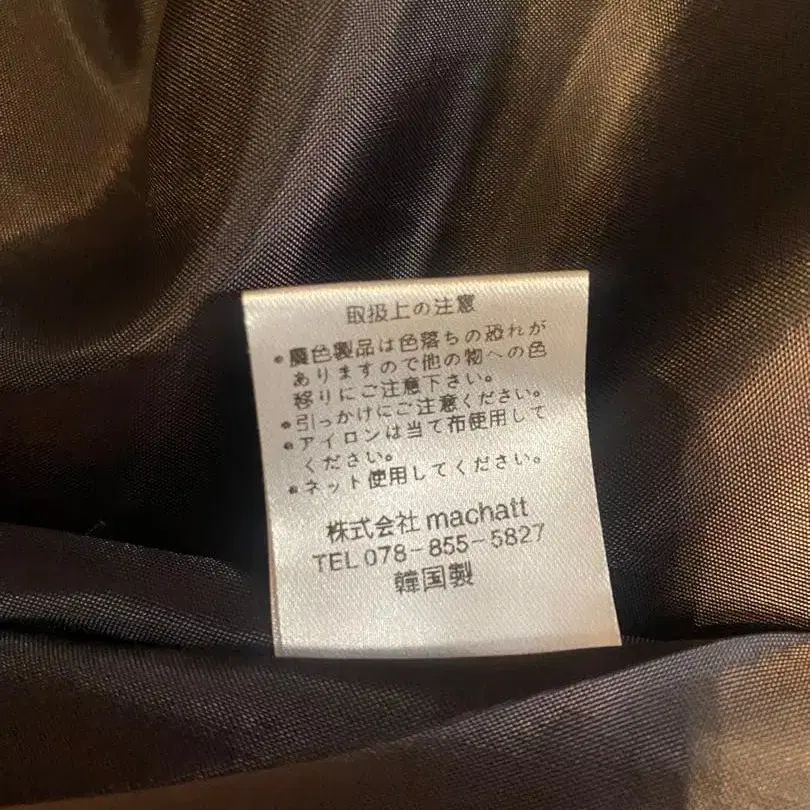 取扱上の注意
●濃色製品は色落ちの恐れが
ありますので他の物への色
移りにご注意下さい。
●引っかけにご注意ください。
●アイロンは当て布使用して
ください。
●ネット使用してください。
株式会社 machatt
TEL 078-855-5827
韓国製